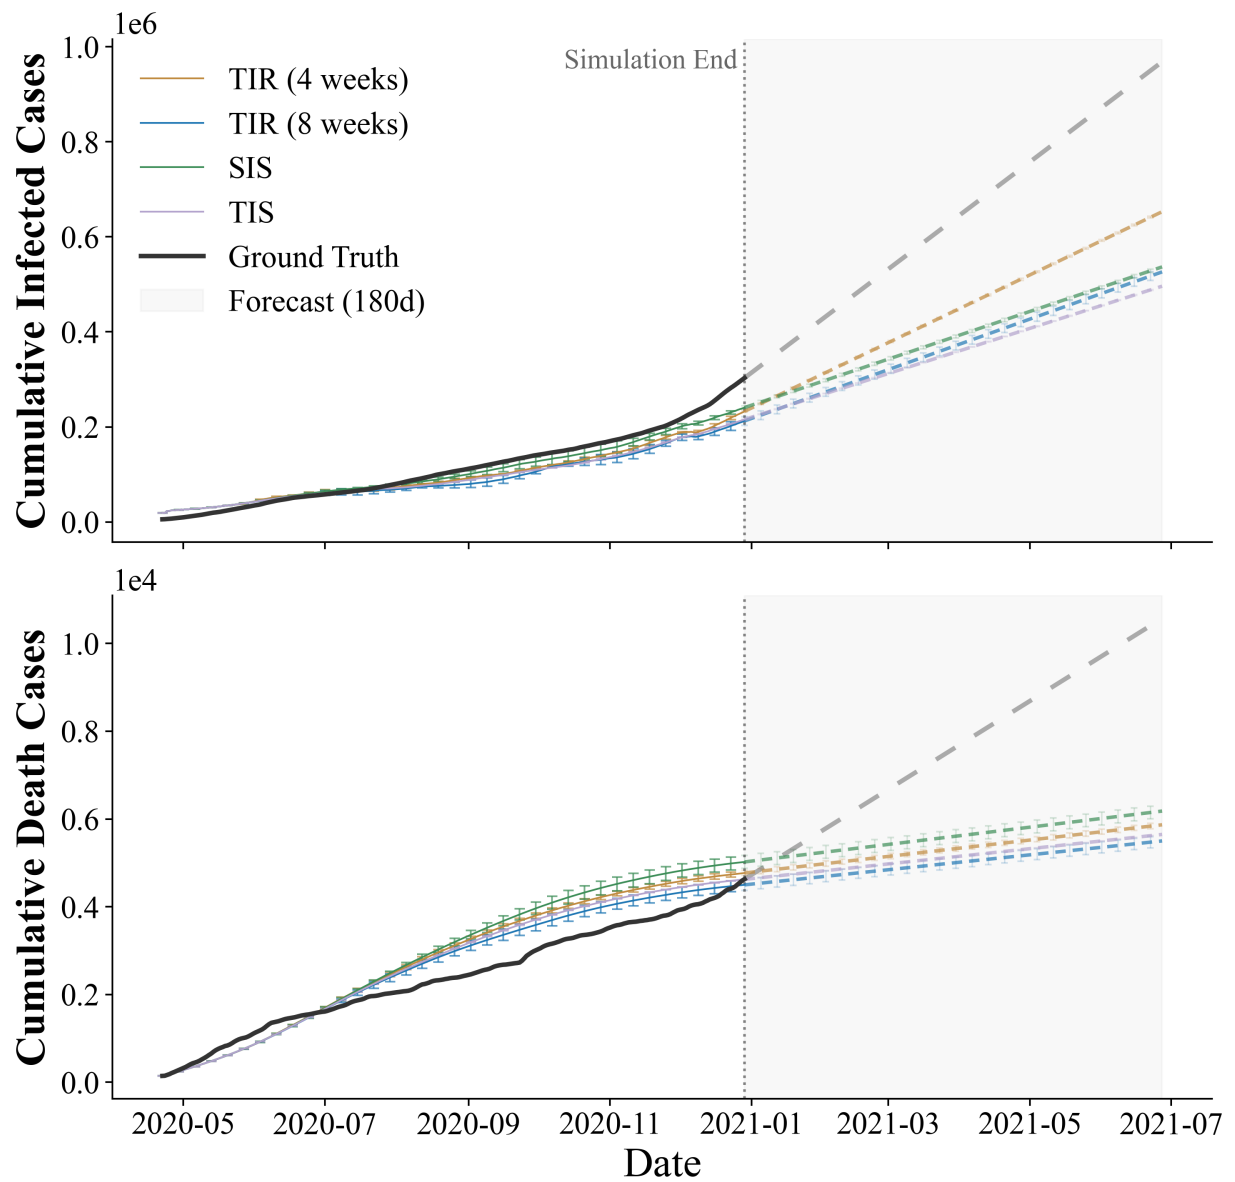 1e6
Cumulative Infected Cases
1.0
0.8
0.6
0.4
0.2
0.0
Simulation End
TIR (4 weeks)
TIR (8 weeks)
SIS
TIS
Ground Truth
Forecast (180d)
1e4
Cumulative Death Cases
1.0
0.8
0.6
0.4
0.2
0.0
2020-05 2020-07 2020-09 2020-11 2021-01 2021-03 2021-05 2021-07
Date